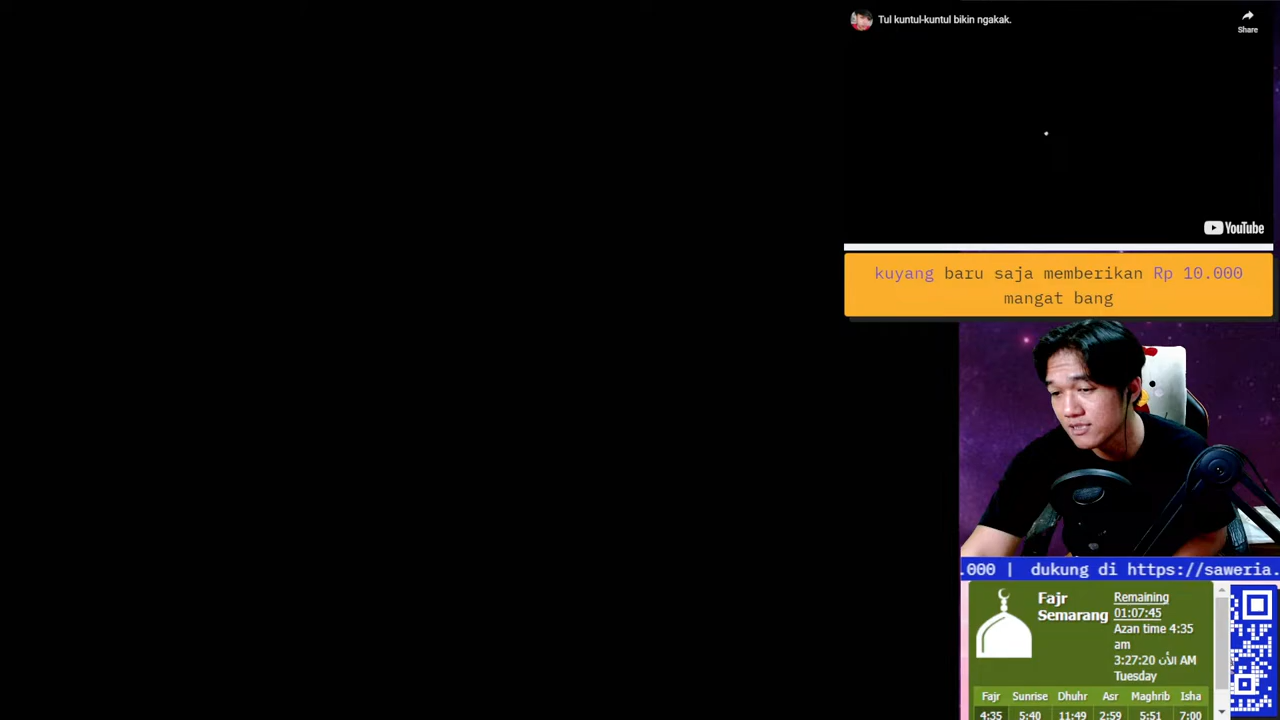 Tul kuntul-kuntul bikin ngakak.
Share
YouTube
kuyang baru saja memberikan Rp 10.000
mangat bang
.000 | dukung di https://saweria.
Fajr
Semarang
Remaining
01:07:45
Azan time 4:35
am
3:27:20 الآن AM
Tuesday
Fajr Sunrise Dhuhr Asr Maghrib Isha
4:35 5:40 11:49 2:59 5:51 7:00